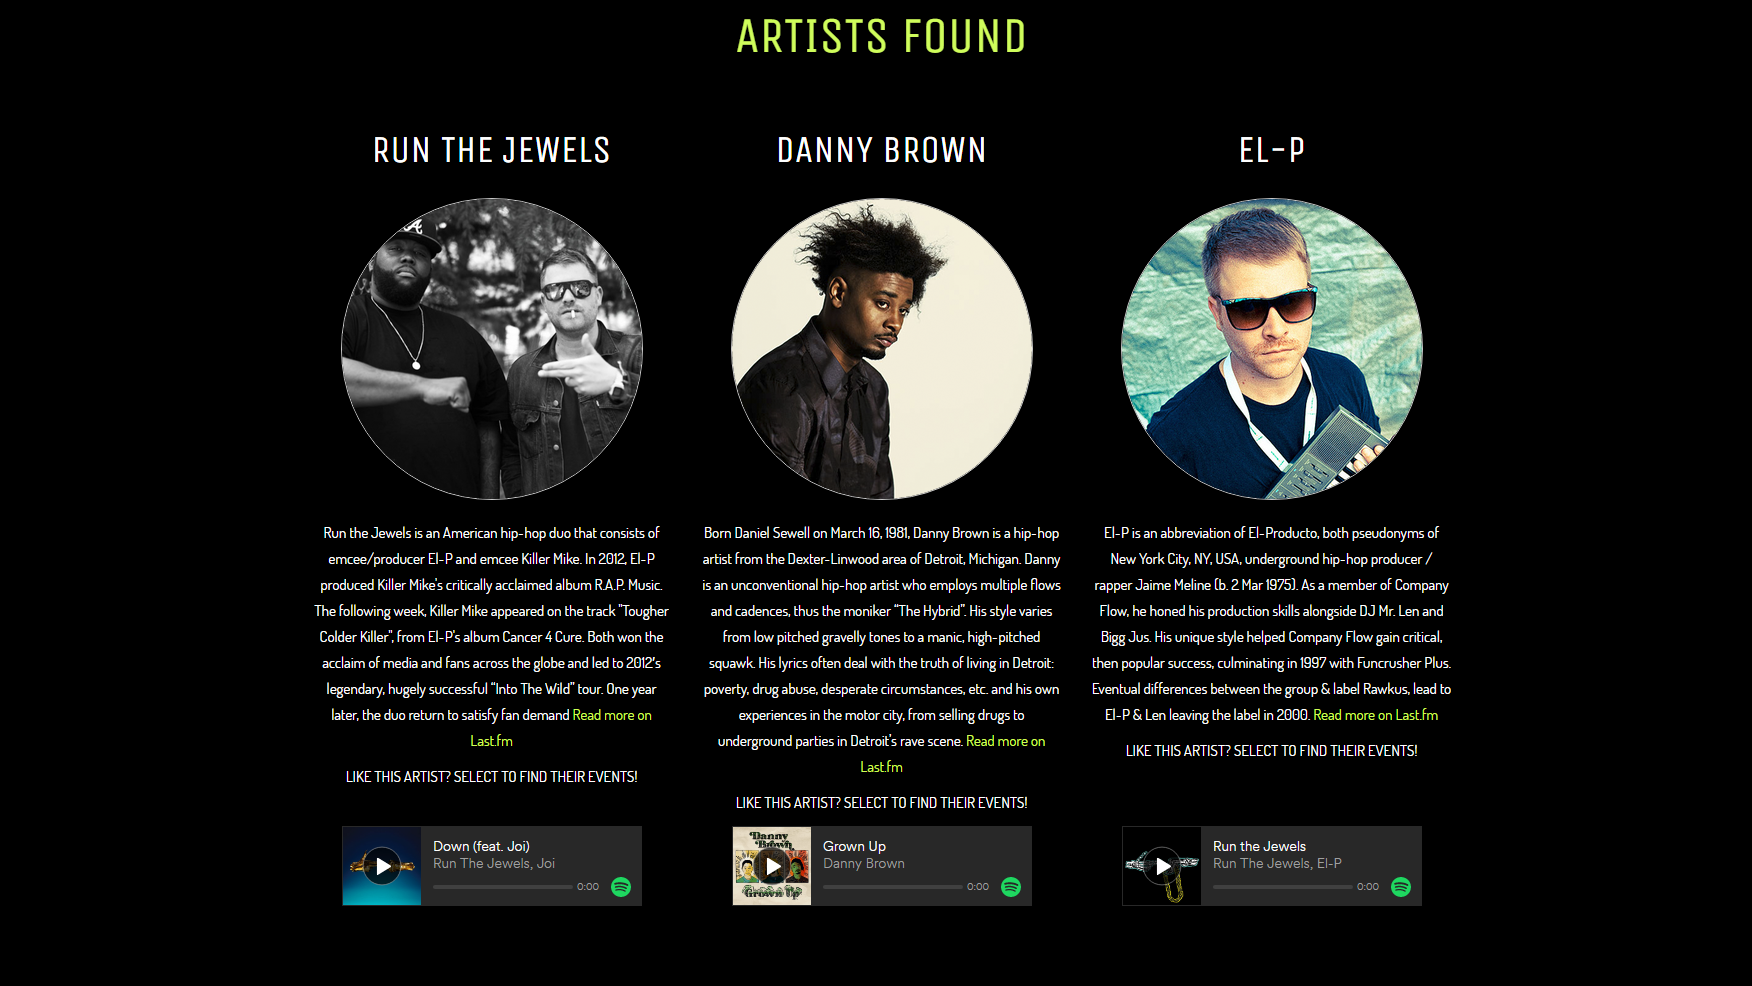 ARTISTS FOUND
RUN THE JEWELS
A
Run the Jewels is an American hip-hop duo that consists of
emcee/producer El-P and emcee Killer Mike. In 2012, El-P
produced Killer Mike's critically acclaimed album R.A.P. Music.
The following week, Killer Mike appeared on the track "Tougher
Colder Killer", from El-P's album Cancer 4 Cure. Both won the
acclaim of media and fans across the globe and led to 2012's
legendary, hugely successful “Into The Wild” tour. One year
later, the duo return to satisfy fan demand Read more on
Last.fm
LIKE THIS ARTIST? SELECT TO FIND THEIR EVENTS!
Down (feat. Joi)
Run The Jewels, Joi
0:00
DANNY BROWN
Born Daniel Sewell on March 16, 1981, Danny Brown is a hip-hop
artist from the Dexter-Linwood area of Detroit, Michigan. Danny
is an unconventional hip-hop artist who employs multiple flows
and cadences, thus the moniker “The Hybrid”. His style varies
from low pitched gravelly tones to a manic, high-pitched
squawk. His lyrics often deal with the truth of living in Detroit:
poverty, drug abuse, desperate circumstances, etc. and his own
experiences in the motor city, from selling drugs to
underground parties in Detroit's rave scene. Read more on
Last.fm
LIKE THIS ARTIST? SELECT TO FIND THEIR EVENTS!
Danny
Brown
Grown Up
Grown Up
Danny Brown
0:00
EL-P
El-P is an abbreviation of El-Producto, both pseudonyms of
New York City, NY, USA, underground hip-hop producer /
rapper Jaime Meline (b. 2 Mar 1975). As a member of Company
Flow, he honed his production skills alongside DJ Mr. Len and
Bigg Jus. His unique style helped Company Flow gain critical,
then popular success, culminating in 1997 with Funcrusher Plus.
Eventual differences between the group & label Rawkus, lead to
El-P & Len leaving the label in 2000. Read more on Last.fm
LIKE THIS ARTIST? SELECT TO FIND THEIR EVENTS!
Run the Jewels
Run The Jewels, El-P
0:00